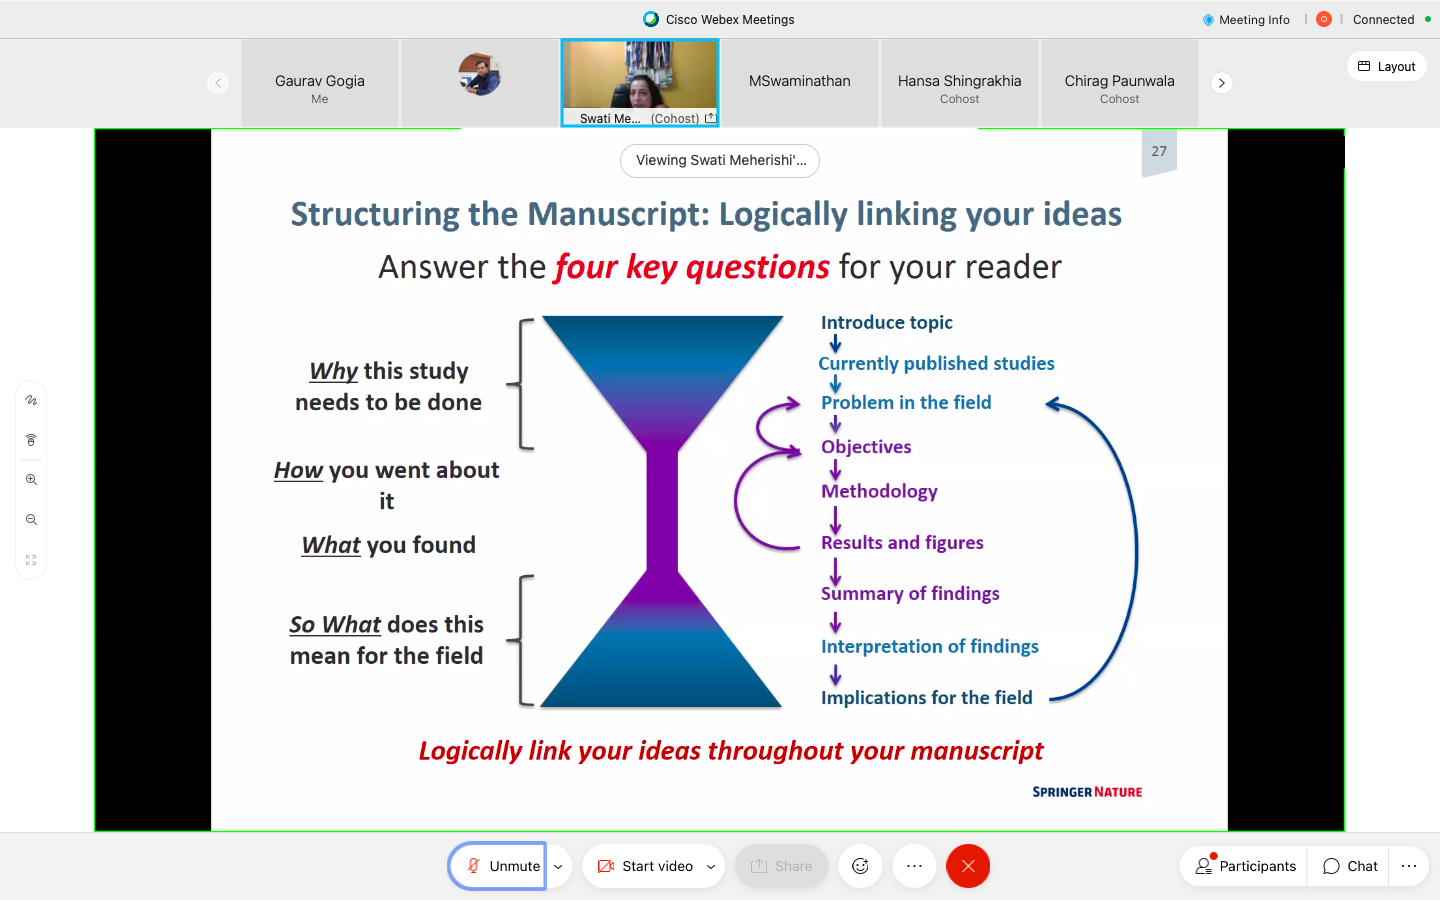 Cisco Webex Meetings
Meeting Info
Connected
Gaurav Gogia
Me
Swati Me... (Cohost)
MSwaminathan
Hansa Shingrakhia
Cohost
Chirag Paunwala
Cohost
Layout
Viewing Swati Meherishi'...
27
Structuring the Manuscript: Logically linking your ideas
Answer the four key questions for your reader
Why this study
needs to be done
How you went about
it
What you found
So What does this
mean for the field
Introduce topic
Currently published studies
Problem in the field
Objectives
Methodology
Results and figures
Summary of findings
Interpretation of findings
Implications for the field
Logically link your ideas throughout your manuscript
SPRINGER NATURE
Unmute
Start video
Share
Participants
Chat